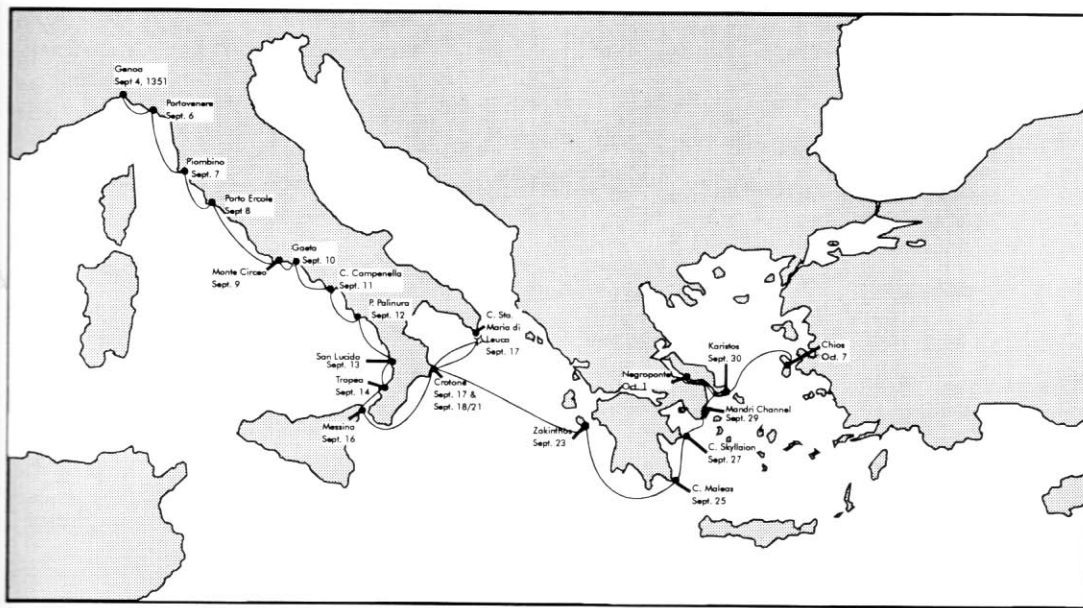 Genoa
Sept 4, 1351
Portovenere
Sept. 6
Piombino
Sept. 7
Porto Ercole
Sept 8
Monte Circeo
Sept. 9
Gaeta
Sept. 10
C. Campanella
Sept. 11
P. Palinura
Sept. 12
San Lucido
Sept. 13
Tropea
Sept. 14
Messina
Sept. 16
C. Sta.
Maria di
Leuca
Sept. 17
Crotone
Sept. 17 &
Sept. 18/21
Zakinthos
Sept. 23
C. Maleas
Sept. 25
C. Skyllaion
Sept. 27
Mandri Channel
Sept. 29
Karistos
Sept. 30
Negroponte
Oct. 1
Chios
Oct. 7